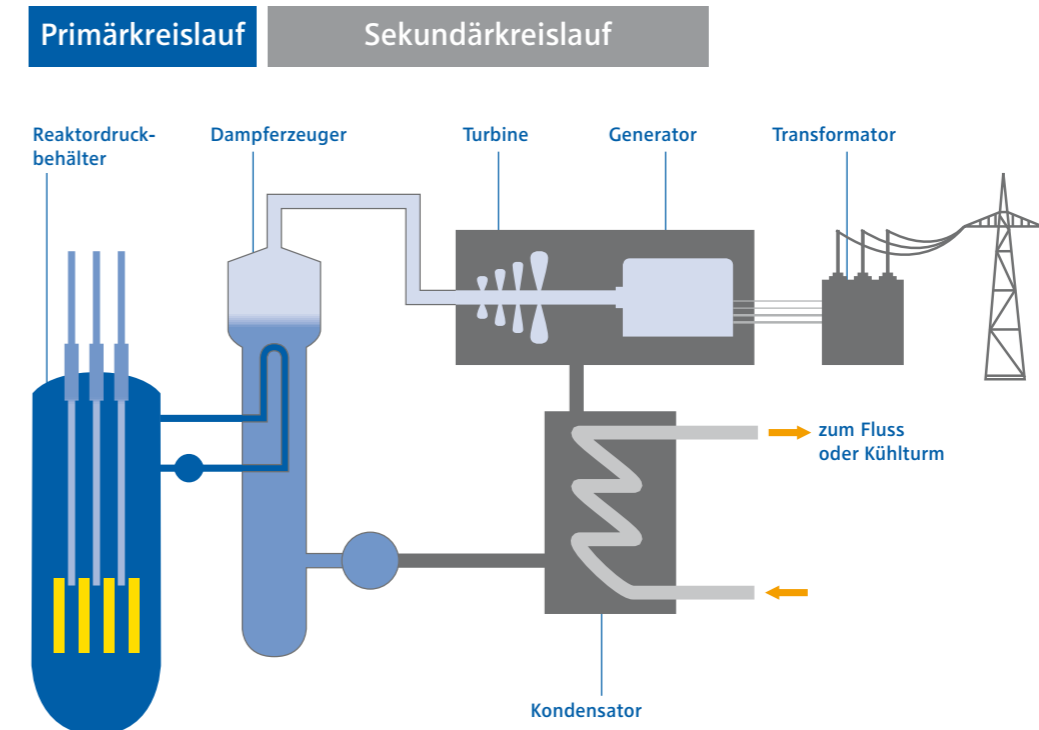 Primärkreislauf
Sekundärkreislauf
Reaktordruck-
behälter
Dampferzeuger
Turbine
Generator
Transformator
zum Fluss
oder Kühlturm
Kondensator